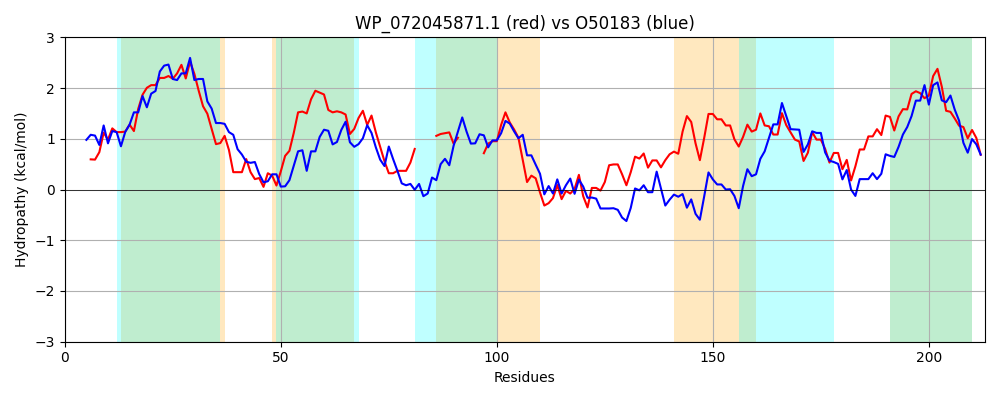 WP_072045871.1 (red) vs O50183 (blue)
Hydropathy (kcal/mol)
3
2
1
0
−1
−2
−3
0 50 100 150 200
Residues